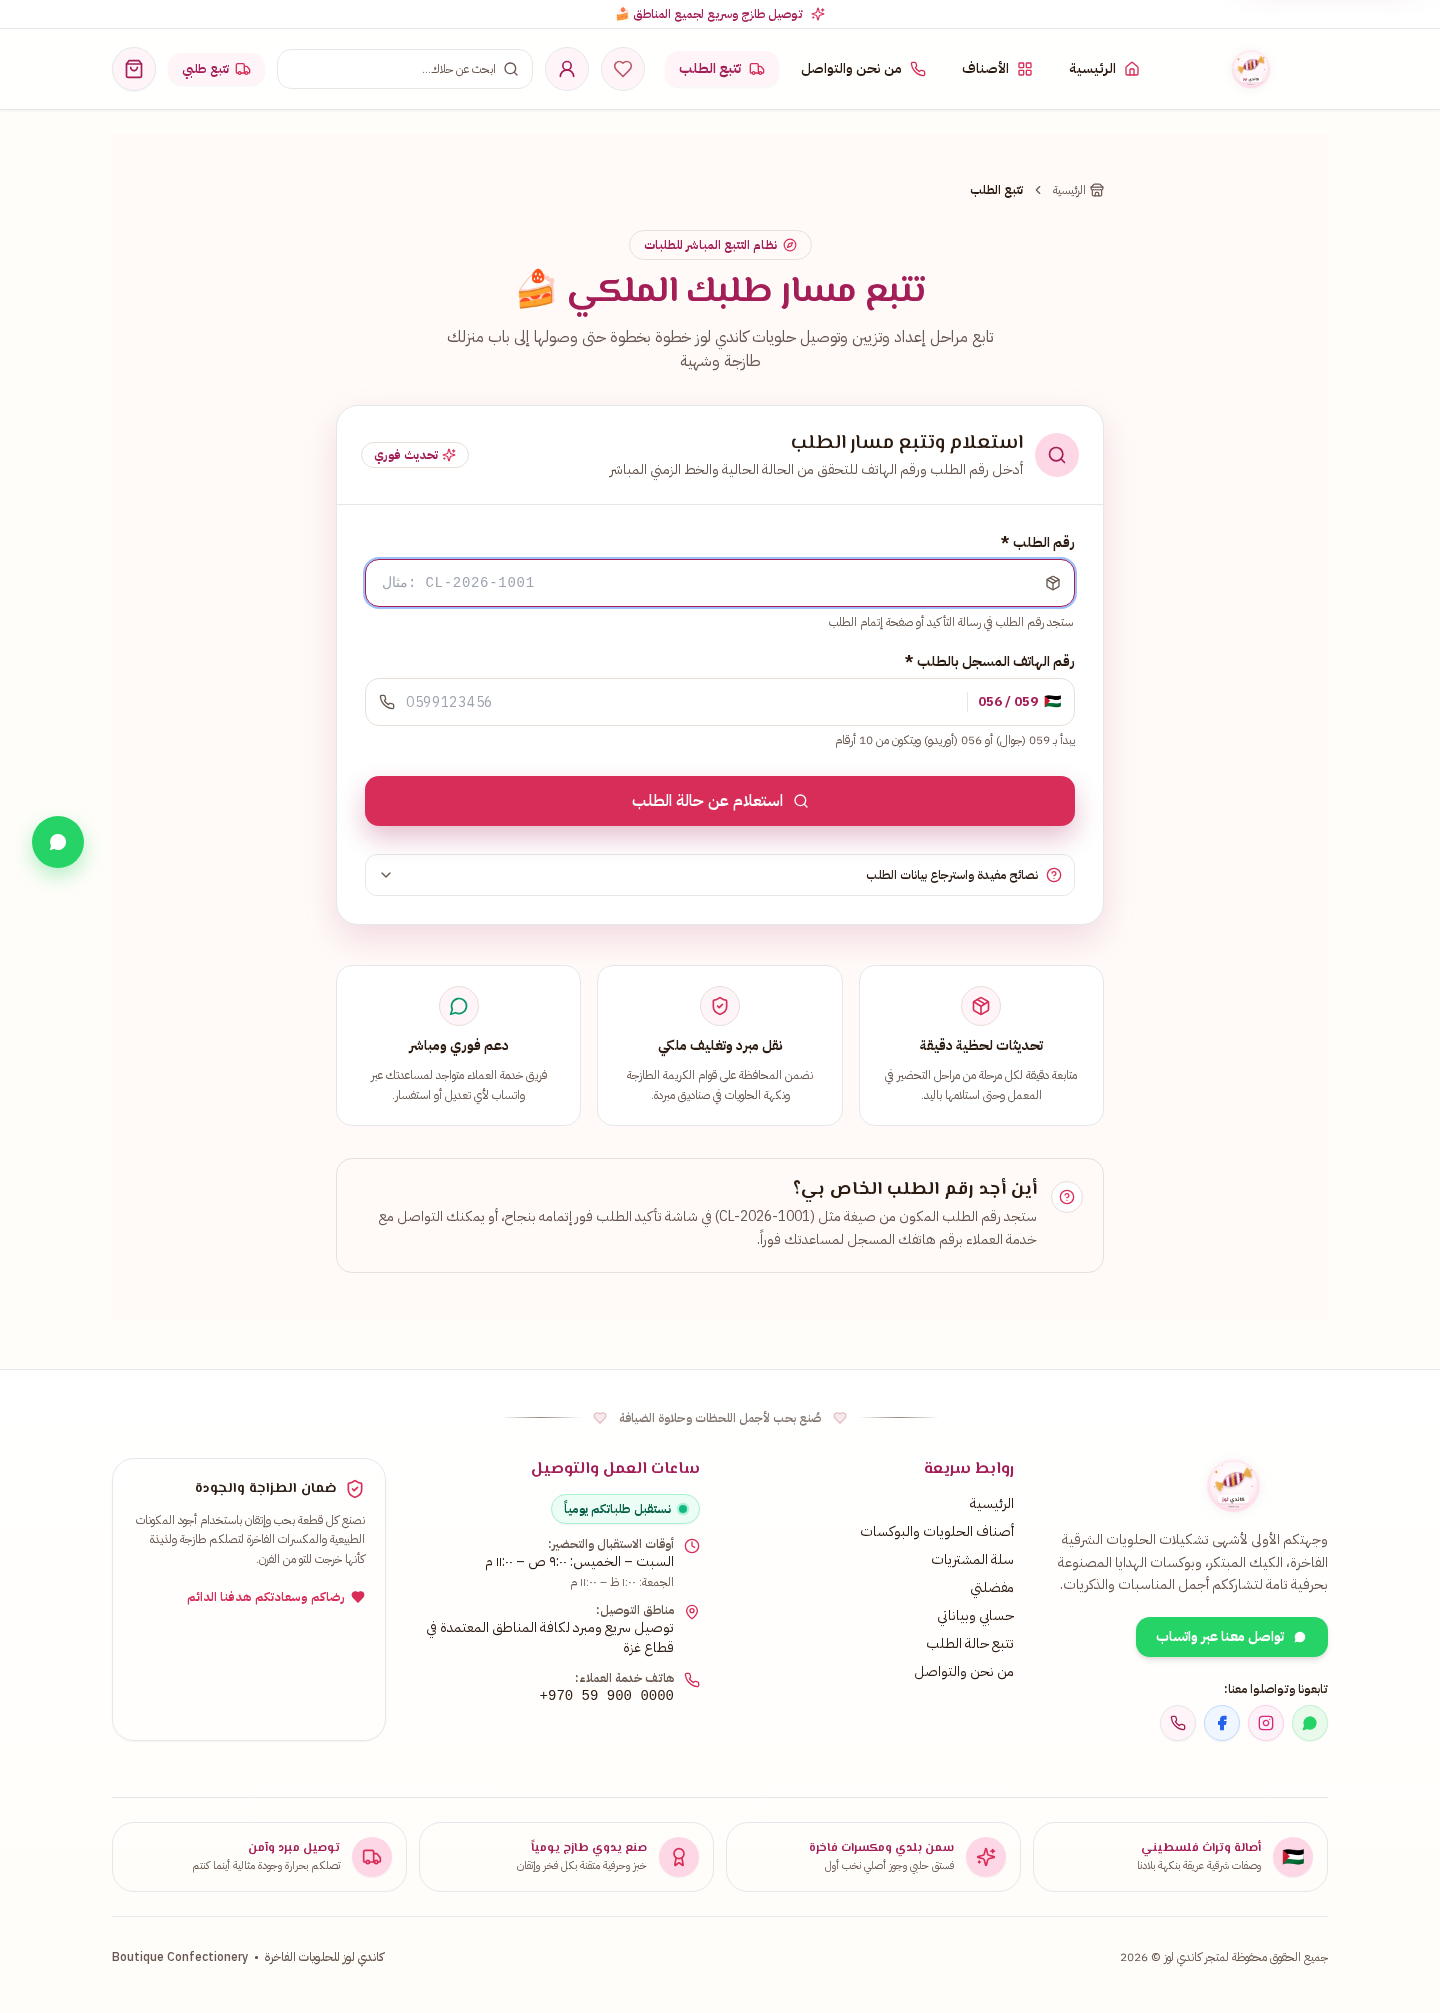 توصيل طازج وسريع لجميع المناطق 🍰
الرئيسية
الأصناف
من نحن والتواصل
تتبع الطلب
ابحث عن حلاك...
تتبع طلبي
الرئيسية
تتبع الطلب
نظام التتبع المباشر للطلبات
تتبع مسار طلبك الملكي 🍰
تابع مراحل إعداد وتزيين وتوصيل حلويات كاندي لوز خطوة بخطوة حتى وصولها إلى باب منزلك
طازجة وشهية
استعلام وتتبع مسار الطلب
أدخل رقم الطلب ورقم الهاتف للتحقق من الحالة الحالية والخط الزمني المباشر
تحديث فوري
رقم الطلب *
مثال: CL-2026-1001
ستجد رقم الطلب في رسالة التأكيد أو صفحة إتمام الطلب
رقم الهاتف المسجل بالطلب *
🇵🇸 059 / 056
0599123456
يبدأ بـ 059 (جوال) أو 056 (أوريدو) ويتكون من 10 أرقام
استعلام عن حالة الطلب
نصائح مفيدة واسترجاع بيانات الطلب
تحديثات لحظية دقيقة
متابعة دقيقة لكل مرحلة من مراحل التحضير في
المعمل وحتى استلامها باليد.
نقل مبرد وتغليف ملكي
نضمن المحافظة على قوام الكريمة الطازجة
ونكهة الحلويات في صناديق مبردة.
دعم فوري ومباشر
فريق خدمة العملاء متواجد لمساعدتك عبر
واتساب لأي تعديل أو استفسار.
أين أجد رقم الطلب الخاص بي؟
ستجد رقم الطلب المكون من صيغة مثل (CL-2026-1001) في شاشة تأكيد الطلب فور إتمامه بنجاح، أو يمكنك التواصل مع
خدمة العملاء برقم هاتفك المسجل لمساعدتك فوراً.
صُنع بحب لأجمل اللحظات وحلاوة الضيافة
كاندي لوز
وجهتكم الأولى لأشهى تشكيلات الحلويات الشرقية
الفاخرة، الكيك المبتكر، وبوكسات الهدايا المصنوعة
بحرفية تامة لتشارككم أجمل المناسبات والذكريات.
تواصل معنا عبر واتساب
تابعونا وتواصلوا معنا:
روابط سريعة
الرئيسية
أصناف الحلويات والبوكسات
سلة المشتريات
مفضلتي
حسابي وبياناتي
تتبع حالة الطلب
من نحن والتواصل
ساعات العمل والتوصيل
نستقبل طلباتكم يومياً
أوقات الاستقبال والتحضير:
السبت – الخميس: ٩:٠٠ ص – ١١:٠٠ م
الجمعة: ١:٠٠ ظ – ١١:٠٠ م
مناطق التوصيل:
توصيل سريع ومبرد لكافة المناطق المعتمدة في
قطاع غزة
هاتف خدمة العملاء:
+970 59 900 0000
ضمان الطزاجة والجودة
نصنع كل قطعة بحب وإتقان باستخدام أجود المكونات
الطبيعية والمكسرات الفاخرة لتصلكم طازجة ولذيذة
كأنها خرجت للتو من الفرن.
رضاكم وسعادتكم هدفنا الدائم
🇵🇸 أصالة وتراث فلسطيني
وصفات شرقية عريقة بنكهة بلادنا
سمن بلدي ومكسرات فاخرة
فستق حلبي وجوز أصلي نخب أول
صنع يدوي طازج يومياً
خبز وحرفية متقنة بكل فخر وإتقان
توصيل مبرد وآمن
تصلكم بحرارة وجودة مثالية أينما كنتم
جميع الحقوق محفوظة لمتجر كاندي لوز © 2026
كاندي لوز للحلويات الفاخرة • Boutique Confectionery